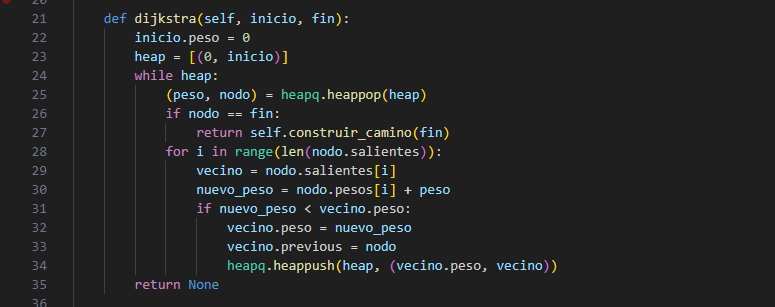 21 def dijkstra(self, inicio, fin):
22 inicio.peso = 0
23 heap = [(0, inicio)]
24 while heap:
25 (peso, nodo) = heapq.heappop(heap)
26 if nodo == fin:
27 return self.construir_camino(fin)
28 for i in range(len(nodo.salientes)):
29 vecino = nodo.salientes[i]
30 nuevo_peso = nodo.pesos[i] + peso
31 if nuevo_peso < vecino.peso:
32 vecino.peso = nuevo_peso
33 vecino.previous = nodo
34 heapq.heappush(heap, (vecino.peso, vecino))
35 return None
36